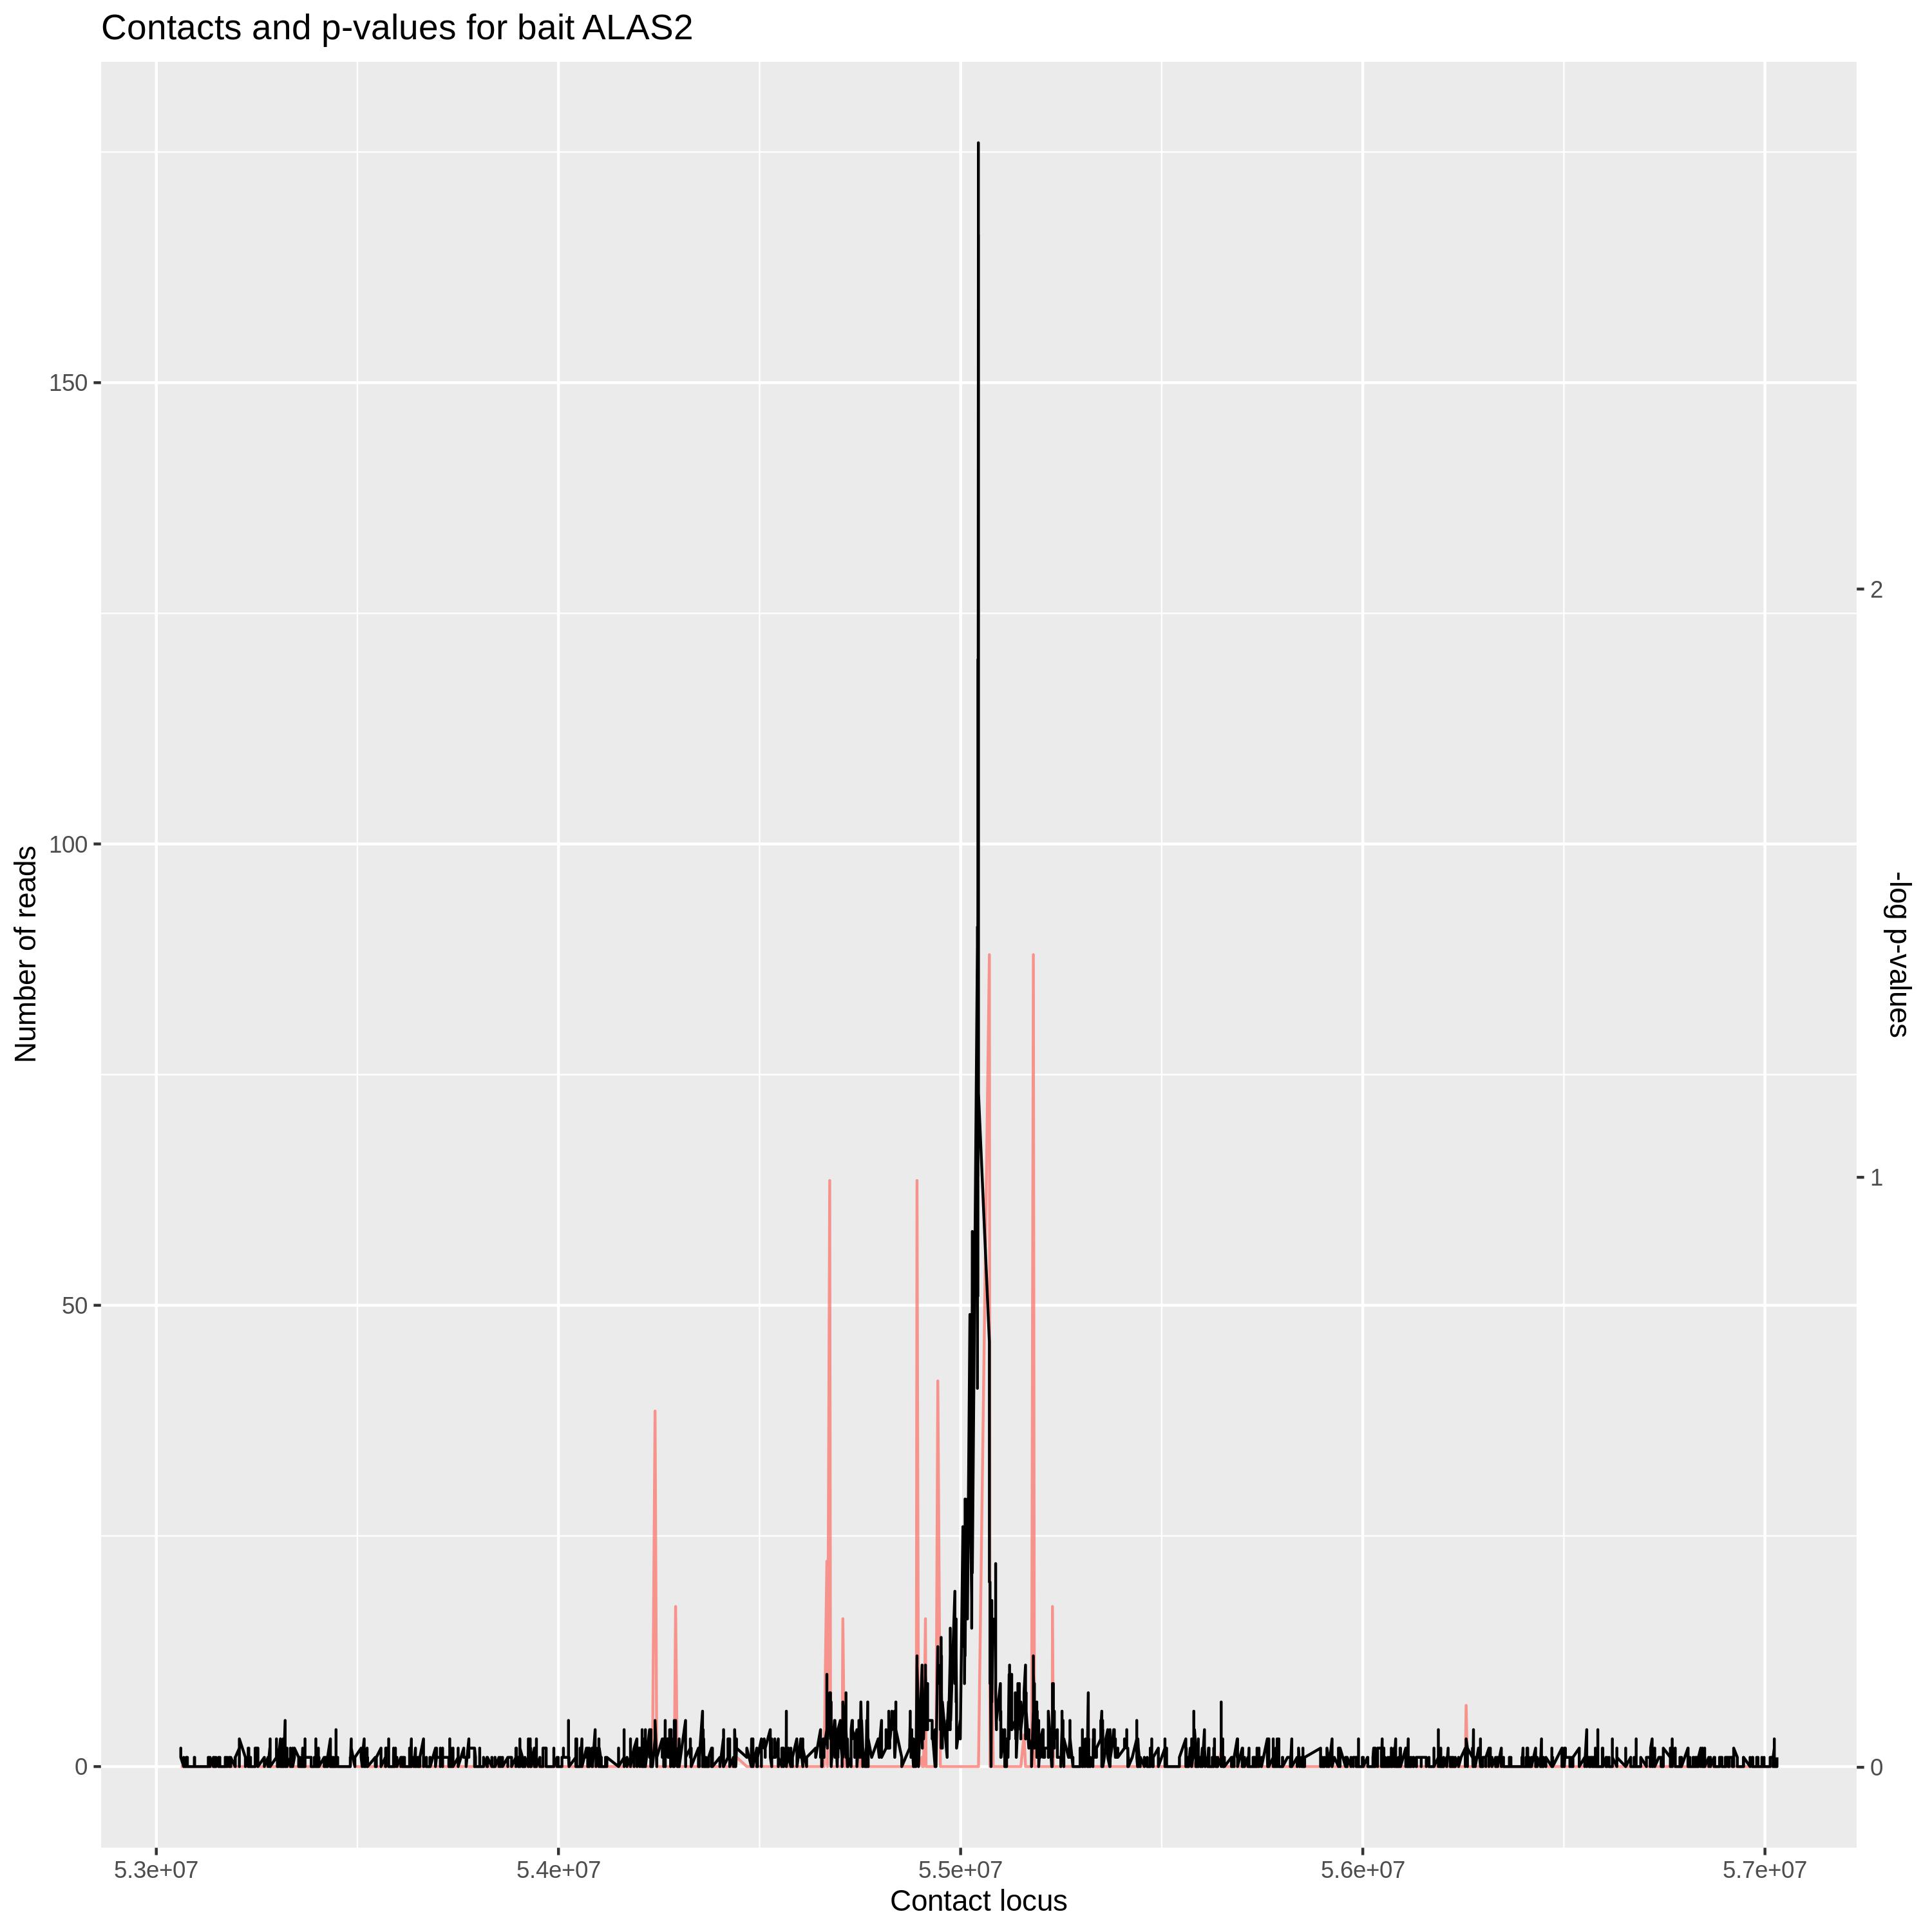 Contacts and p-values for bait ALAS2
150
100
50
0
Number of reads
2
1
0
-log p-values
5.3e+07 5.4e+07 5.5e+07 5.6e+07 5.7e+07
Contact locus